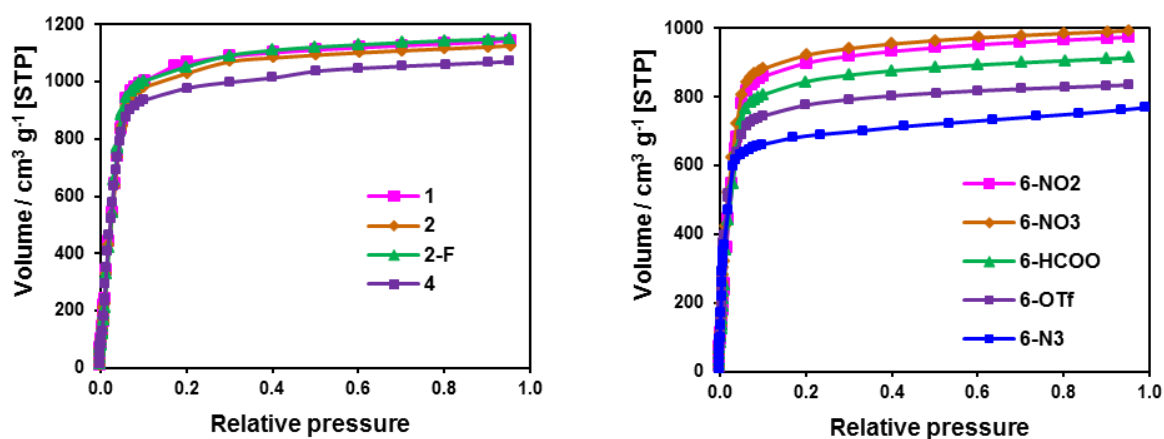 1200
1000
800
600
400
200
0
Volume / cm³ g⁻¹ [STP]
1
2
2-F
4
0.0 0.2 0.4 0.6 0.8 1.0
Relative pressure
1000
800
600
400
200
0
Volume / cm³ g⁻¹ [STP]
6-NO2
6-NO3
6-HCOO
6-OTf
6-N3
0.0 0.2 0.4 0.6 0.8 1.0
Relative pressure